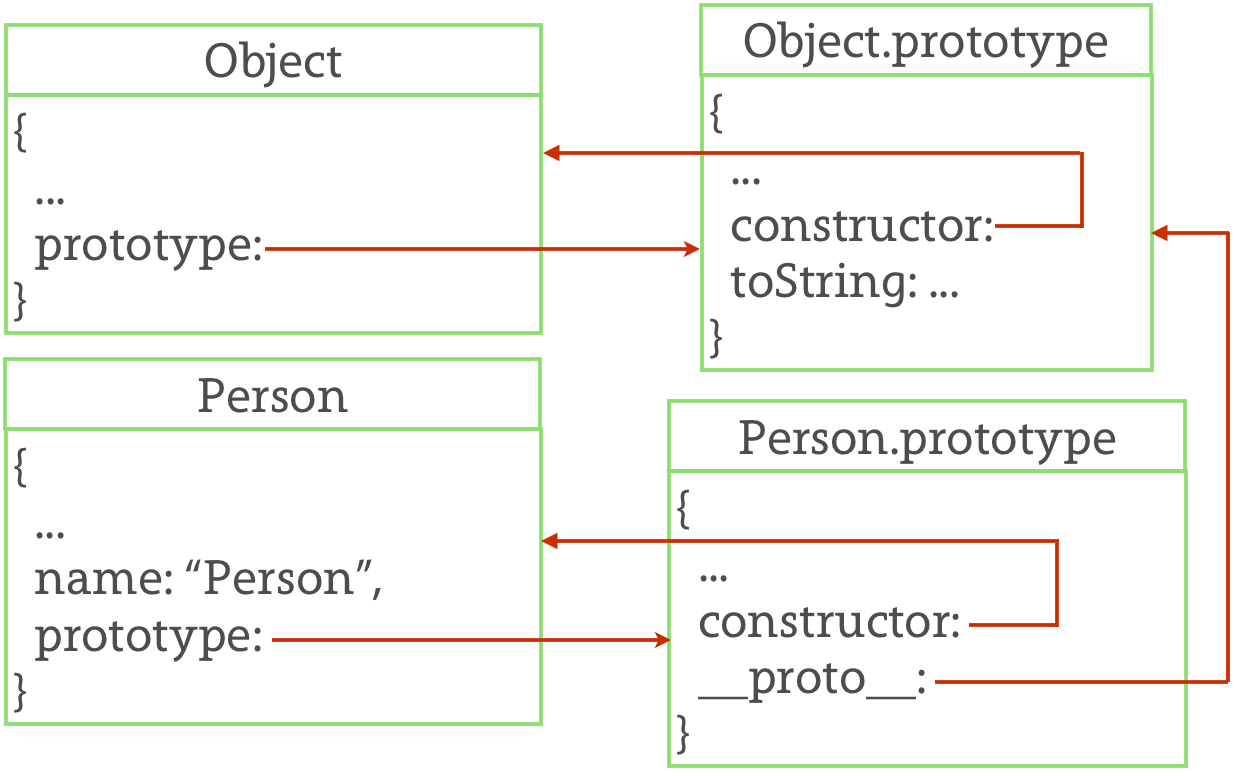 Object
{
...
prototype:
}
Object.prototype
{
...
constructor:
toString: ...
}
Person
{
...
name: “Person”,
prototype:
}
Person.prototype
{
...
constructor:
__proto__:
}